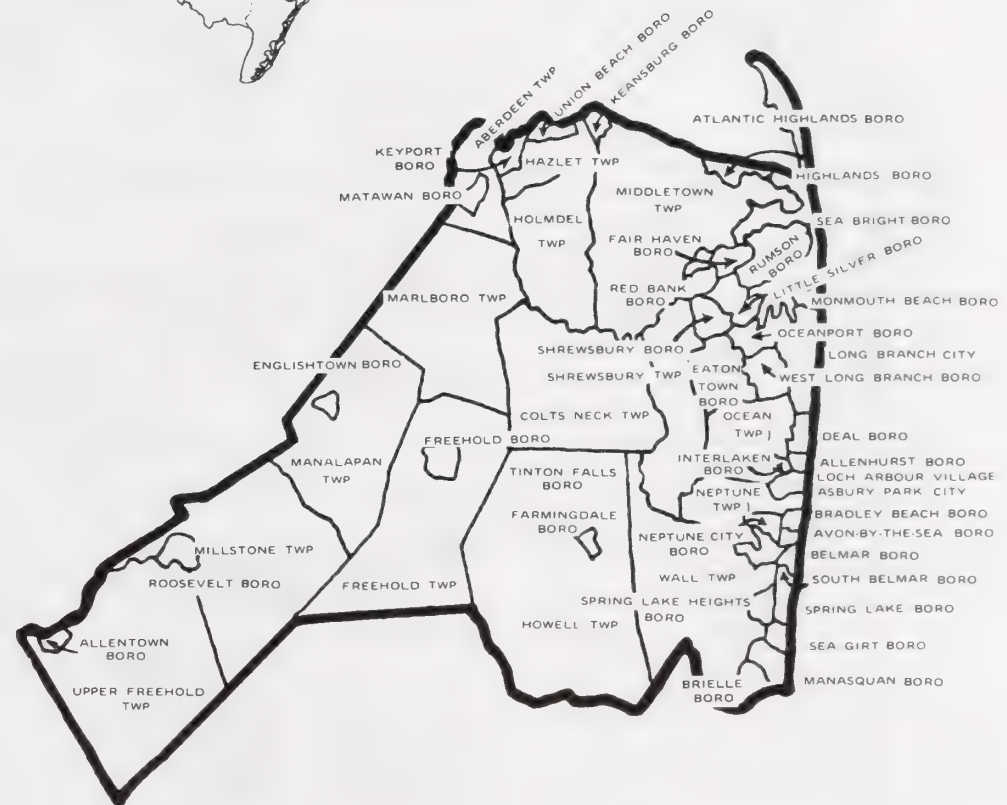 UNION BEACH BORO
KEANSBURG BORO
ABERDEEN TWP
ATLANTIC HIGHLANDS BORO
KEYPORT
BORO
HAZLET TWP
HIGHLANDS BORO
MATAWAN BORO
MIDDLETOWN
TWP
HOLMDEL
TWP
SEA BRIGHT BORO
FAIR HAVEN
BORO
RUMSON
BORO
LITTLE SILVER BORO
RED BANK
BORO
MARLBORO TWP
MONMOUTH BEACH BORO
OCEANPORT BORO
SHREWSBURY BORO
LONG BRANCH CITY
ENGLISHTOWN BORO
SHREWSBURY TWP
EATON
TOWN
BORO
WEST LONG BRANCH BORO
COLTS NECK TWP
OCEAN
TWP
FREEHOLD BORO
DEAL BORO
MANALAPAN
TWP
TINTON FALLS
BORO
INTERLAKEN
BORO
ALLENHURST BORO
LOCH ARBOUR VILLAGE
NEPTUNE
TWP
ASBURY PARK CITY
FARMINGDALE
BORO
BRADLEY BEACH BORO
NEPTUNE CITY
BORO
AVON-BY-THE-SEA BORO
MILLSTONE TWP
BELMAR BORO
ROOSEVELT BORO
FREEHOLD TWP
WALL TWP
SOUTH BELMAR BORO
SPRING LAKE HEIGHTS
BORO
SPRING LAKE BORO
HOWELL TWP
ALLENTOWN
BORO
SEA GIRT BORO
UPPER FREEHOLD
TWP
BRIELLE
BORO
MANASQUAN BORO